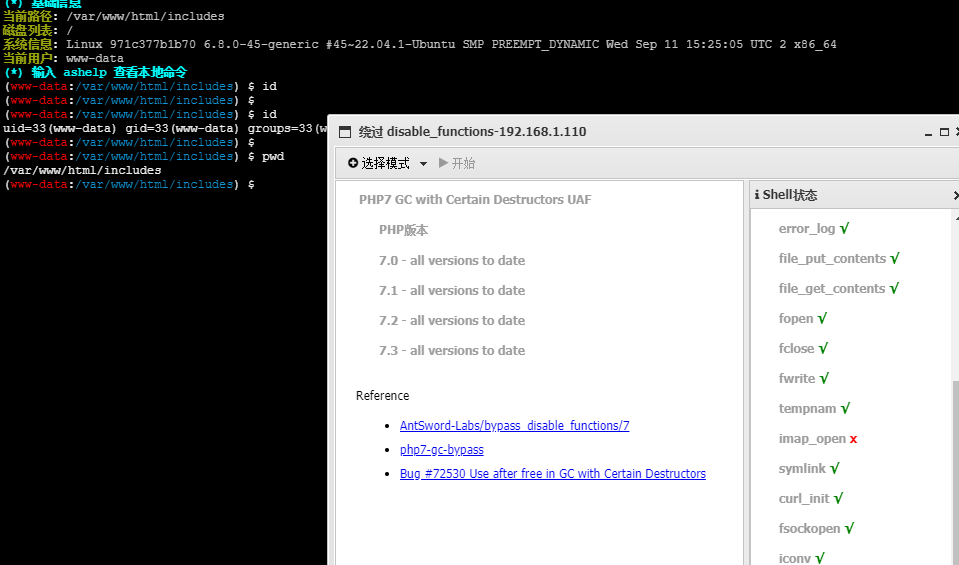 (*) 基础信息
当前路径: /var/www/html/includes
磁盘列表: /
系统信息: Linux 971c377b1b70 6.8.0-45-generic #45~22.04.1-Ubuntu SMP PREEMPT_DYNAMIC Wed Sep 11 15:25:05 UTC 2 x86_64
当前用户: www-data
(*) 输入 ashelp 查看本地命令
(www-data:/var/www/html/includes) $ id
(www-data:/var/www/html/includes) $
(www-data:/var/www/html/includes) $ id
uid=33(www-data) gid=33(www-data) groups=33(w
(www-data:/var/www/html/includes) $
(www-data:/var/www/html/includes) $ pwd
/var/www/html/includes
(www-data:/var/www/html/includes) $
绕过 disable_functions-192.168.1.110
选择模式 开始
PHP7 GC with Certain Destructors UAF
PHP版本
7.0 - all versions to date
7.1 - all versions to date
7.2 - all versions to date
7.3 - all versions to date
Reference
AntSword-Labs/bypass_disable_functions/7
php7-gc-bypass
Bug #72530 Use after free in GC with Certain Destructors
Shell状态
error_log √
file_put_contents √
file_get_contents √
fopen √
fclose √
fwrite √
tempnam √
imap_open x
symlink √
curl_init √
fsockopen √
iconv √